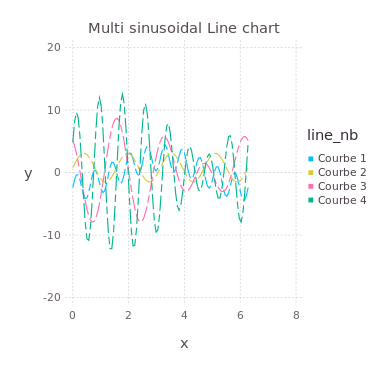 Multi sinusoidal Line chart
20
10
0
-10
-20
y
0
2
4
6
8
x
line_nb
Courbe 1
Courbe 2
Courbe 3
Courbe 4